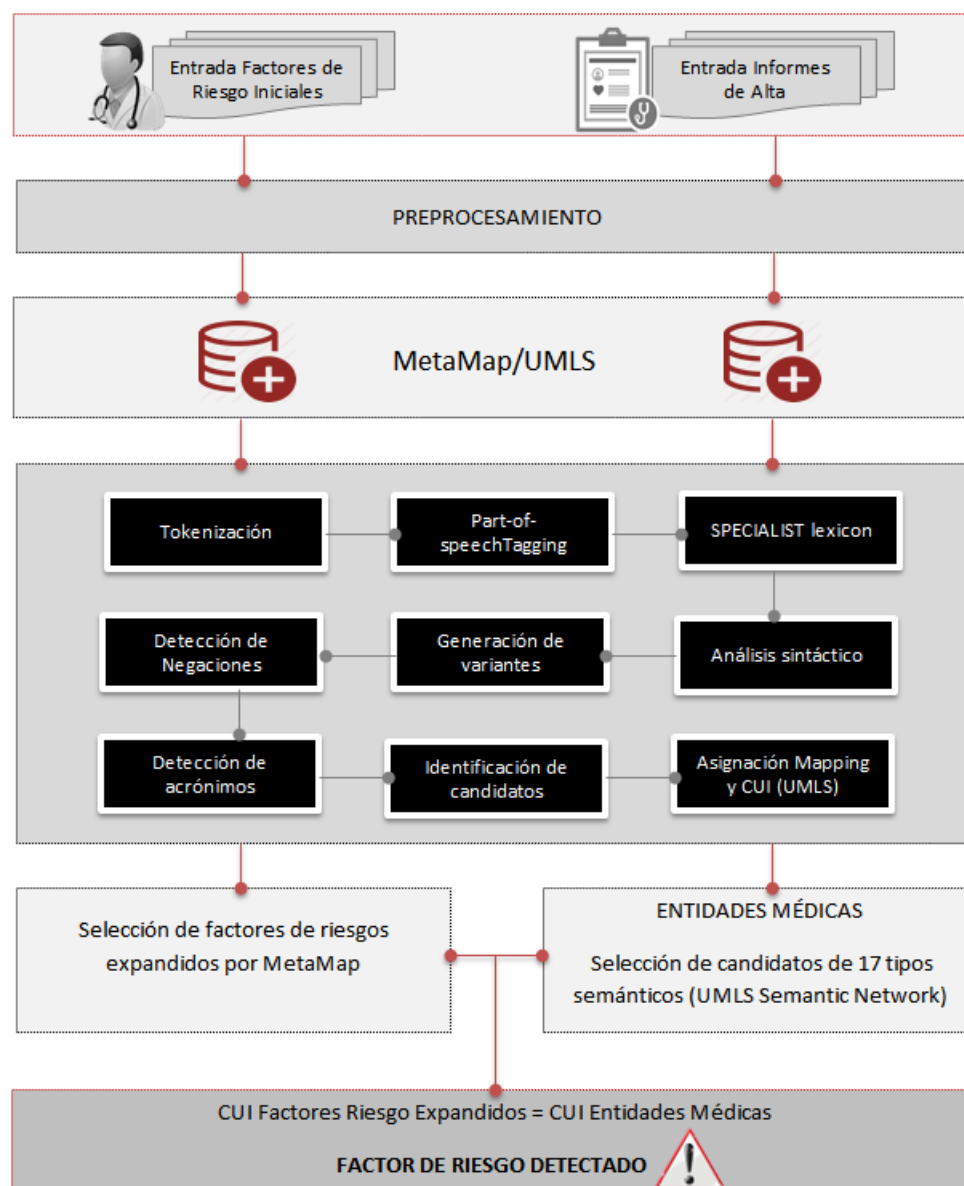 Entrada Factores de
Riesgo Iniciales
Entrada Informes
de Alta
PREPROCESAMIENTO
MetaMap/UMLS
Tokenización
Part-of-
speechTagging
SPECIALIST lexicon
Detección de
Negaciones
Generación de
variantes
Análisis sintáctico
Detección de
acrónimos
Identificación de
candidatos
Asignación Mapping
y CUI (UMLS)
Selección de factores de riesgos
expandidos por MetaMap
ENTIDADES MÉDICAS
Selección de candidatos de 17 tipos
semánticos (UMLS Semantic Network)
CUI Factores Riesgo Expandidos = CUI Entidades Médicas
FACTOR DE RIESGO DETECTADO